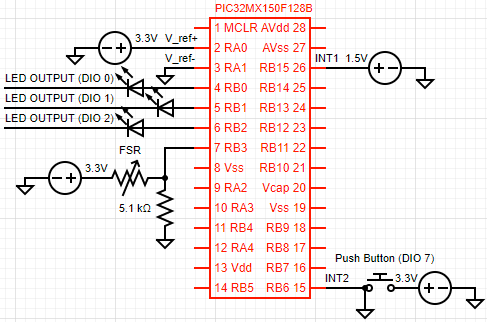 PIC32MX150F128B
1 MCLR AVdd 28
3.3V V_ref+ 2 RA0 AVss 27
V_ref- 3 RA1 RB15 26 INT1 1.5V
LED OUTPUT (DIO 0) 4 RB0 RB14 25
LED OUTPUT (DIO 1) 5 RB1 RB13 24
LED OUTPUT (DIO 2) 6 RB2 RB12 23
FSR 7 RB3 RB11 22
3.3V 8 Vss RB10 21
9 RA2 Vcap 20
5.1 kΩ 10 RA3 Vss 19
11 RB4 RB9 18
12 RA4 RB8 17
Push Button (DIO 7)
13 Vdd RB7 16
14 RB5 RB6 15 INT2 3.3V